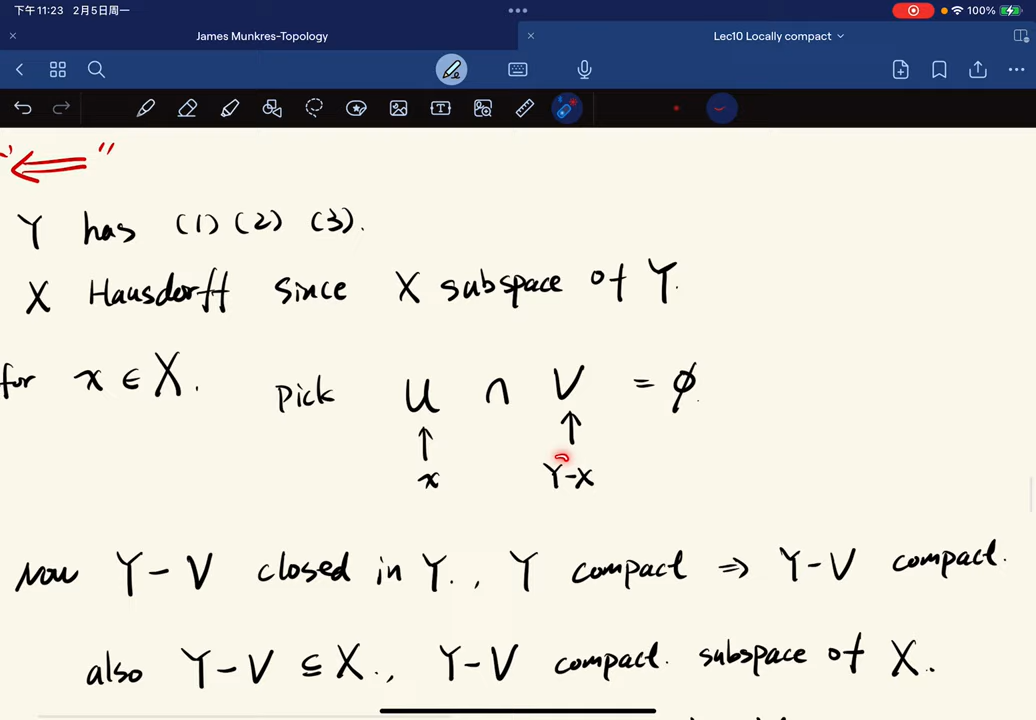 下午11:23 2月5日周一
100%
James Munkres-Topology
Lec10 Locally compact
"⇐"
Y has (1) (2) (3).
X Hausdorff since X subspace of Y.
for x ∈ X. pick U ∩ V = ϕ.
↑ ↑
x Y-X
now Y-V closed in Y., Y compact ⇒ Y-V compact.
also Y-V ⊆ X., Y-V compact. subspace of X.